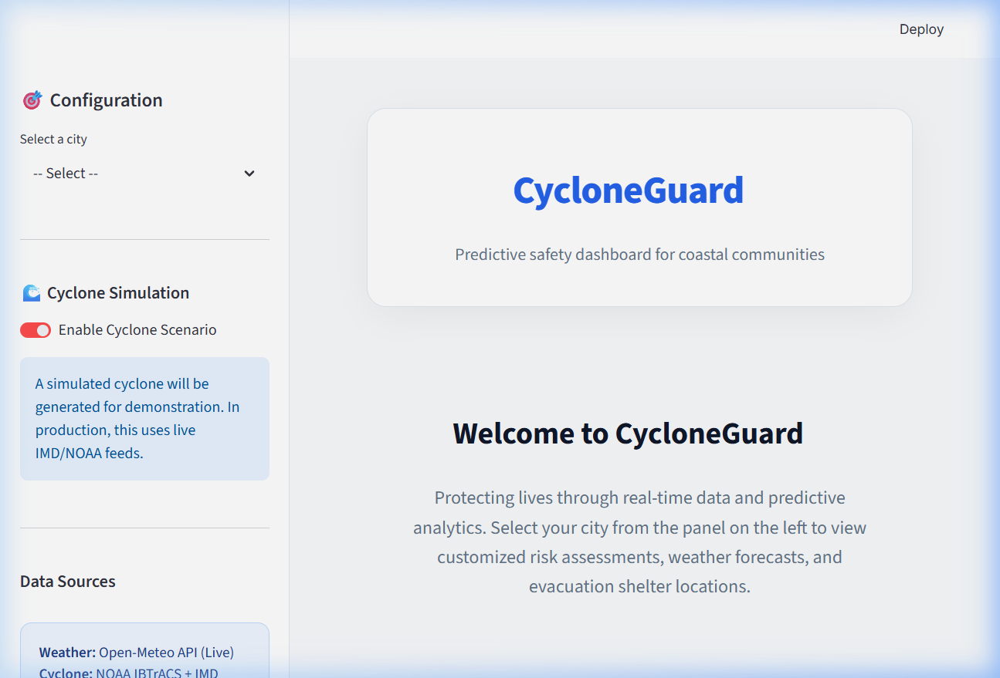 Deploy
Configuration
Select a city
-- Select --
Cyclone Simulation
Enable Cyclone Scenario
A simulated cyclone will be
generated for demonstration. In
production, this uses live
IMD/NOAA feeds.
Data Sources
Weather: Open-Meteo API (Live)
Cyclone: NOAA IBTrACS + IMD
CycloneGuard
Predictive safety dashboard for coastal communities
Welcome to CycloneGuard
Protecting lives through real-time data and predictive
analytics. Select your city from the panel on the left to view
customized risk assessments, weather forecasts, and
evacuation shelter locations.